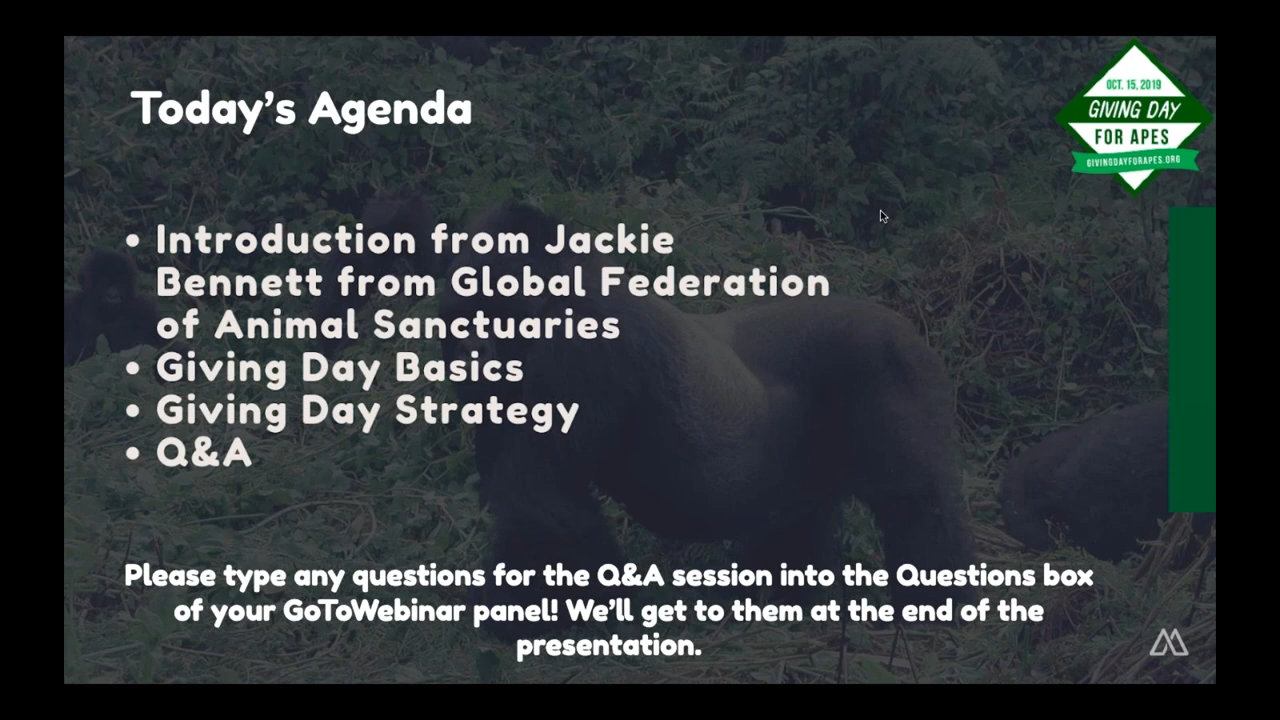 Today's Agenda
OCT. 15, 2019
GIVING DAY
FOR APES
GIVINGDAYFORAPES.ORG
• Introduction from Jackie
Bennett from Global Federation
of Animal Sanctuaries
• Giving Day Basics
• Giving Day Strategy
• Q&A
Please type any questions for the Q&A session into the Questions box
of your GoToWebinar panel! We'll get to them at the end of the
presentation.